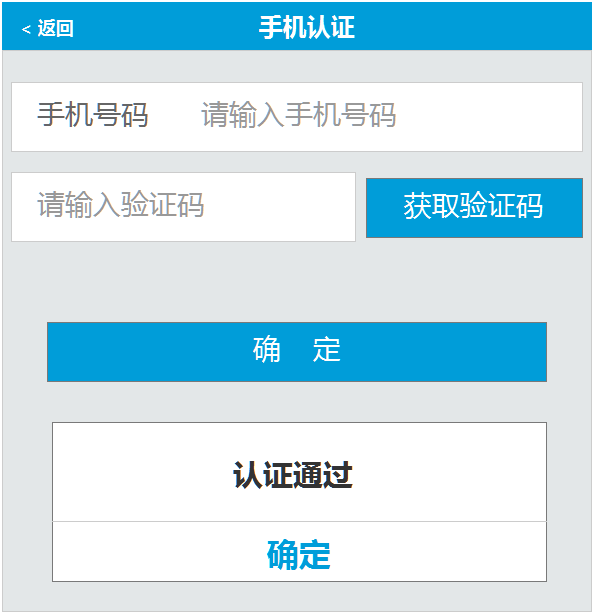 < 返回 手机认证
手机号码 请输入手机号码
请输入验证码 获取验证码
确 定
认证通过
确定